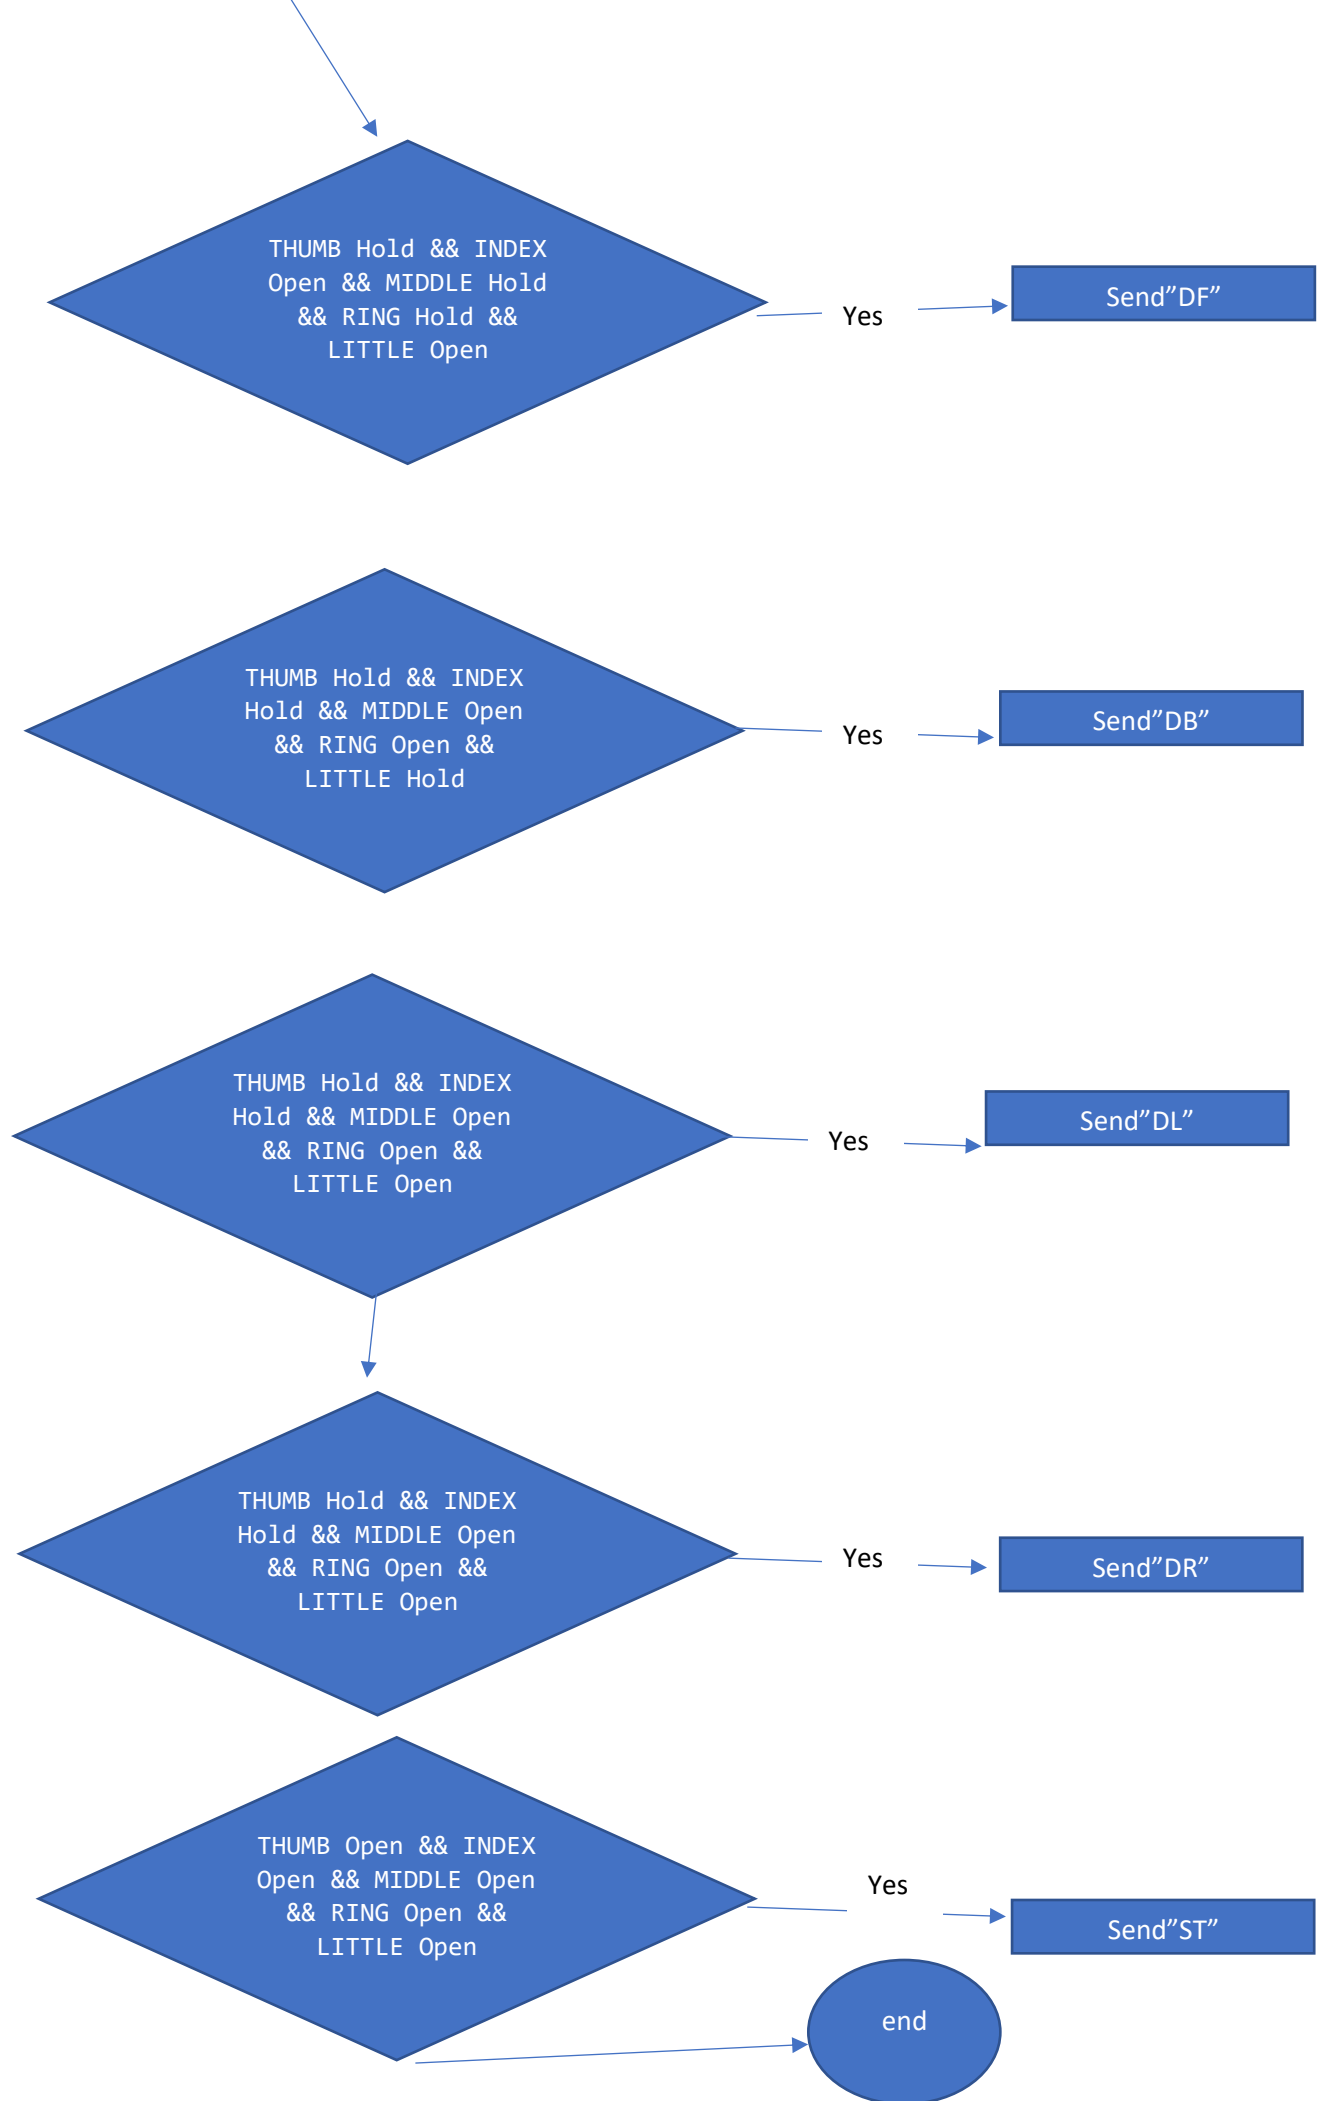 THUMB Hold && INDEX
Open && MIDDLE Hold
&& RING Hold &&
LITTLE Open
Yes
Send”DF”
THUMB Hold && INDEX
Hold && MIDDLE Open
&& RING Open &&
LITTLE Hold
Yes
Send”DB”
THUMB Hold && INDEX
Hold && MIDDLE Open
&& RING Open &&
LITTLE Open
Yes
Send”DL”
THUMB Hold && INDEX
Hold && MIDDLE Open
&& RING Open &&
LITTLE Open
Yes
Send”DR”
THUMB Open && INDEX
Open && MIDDLE Open
&& RING Open &&
LITTLE Open
Yes
Send”ST”
end